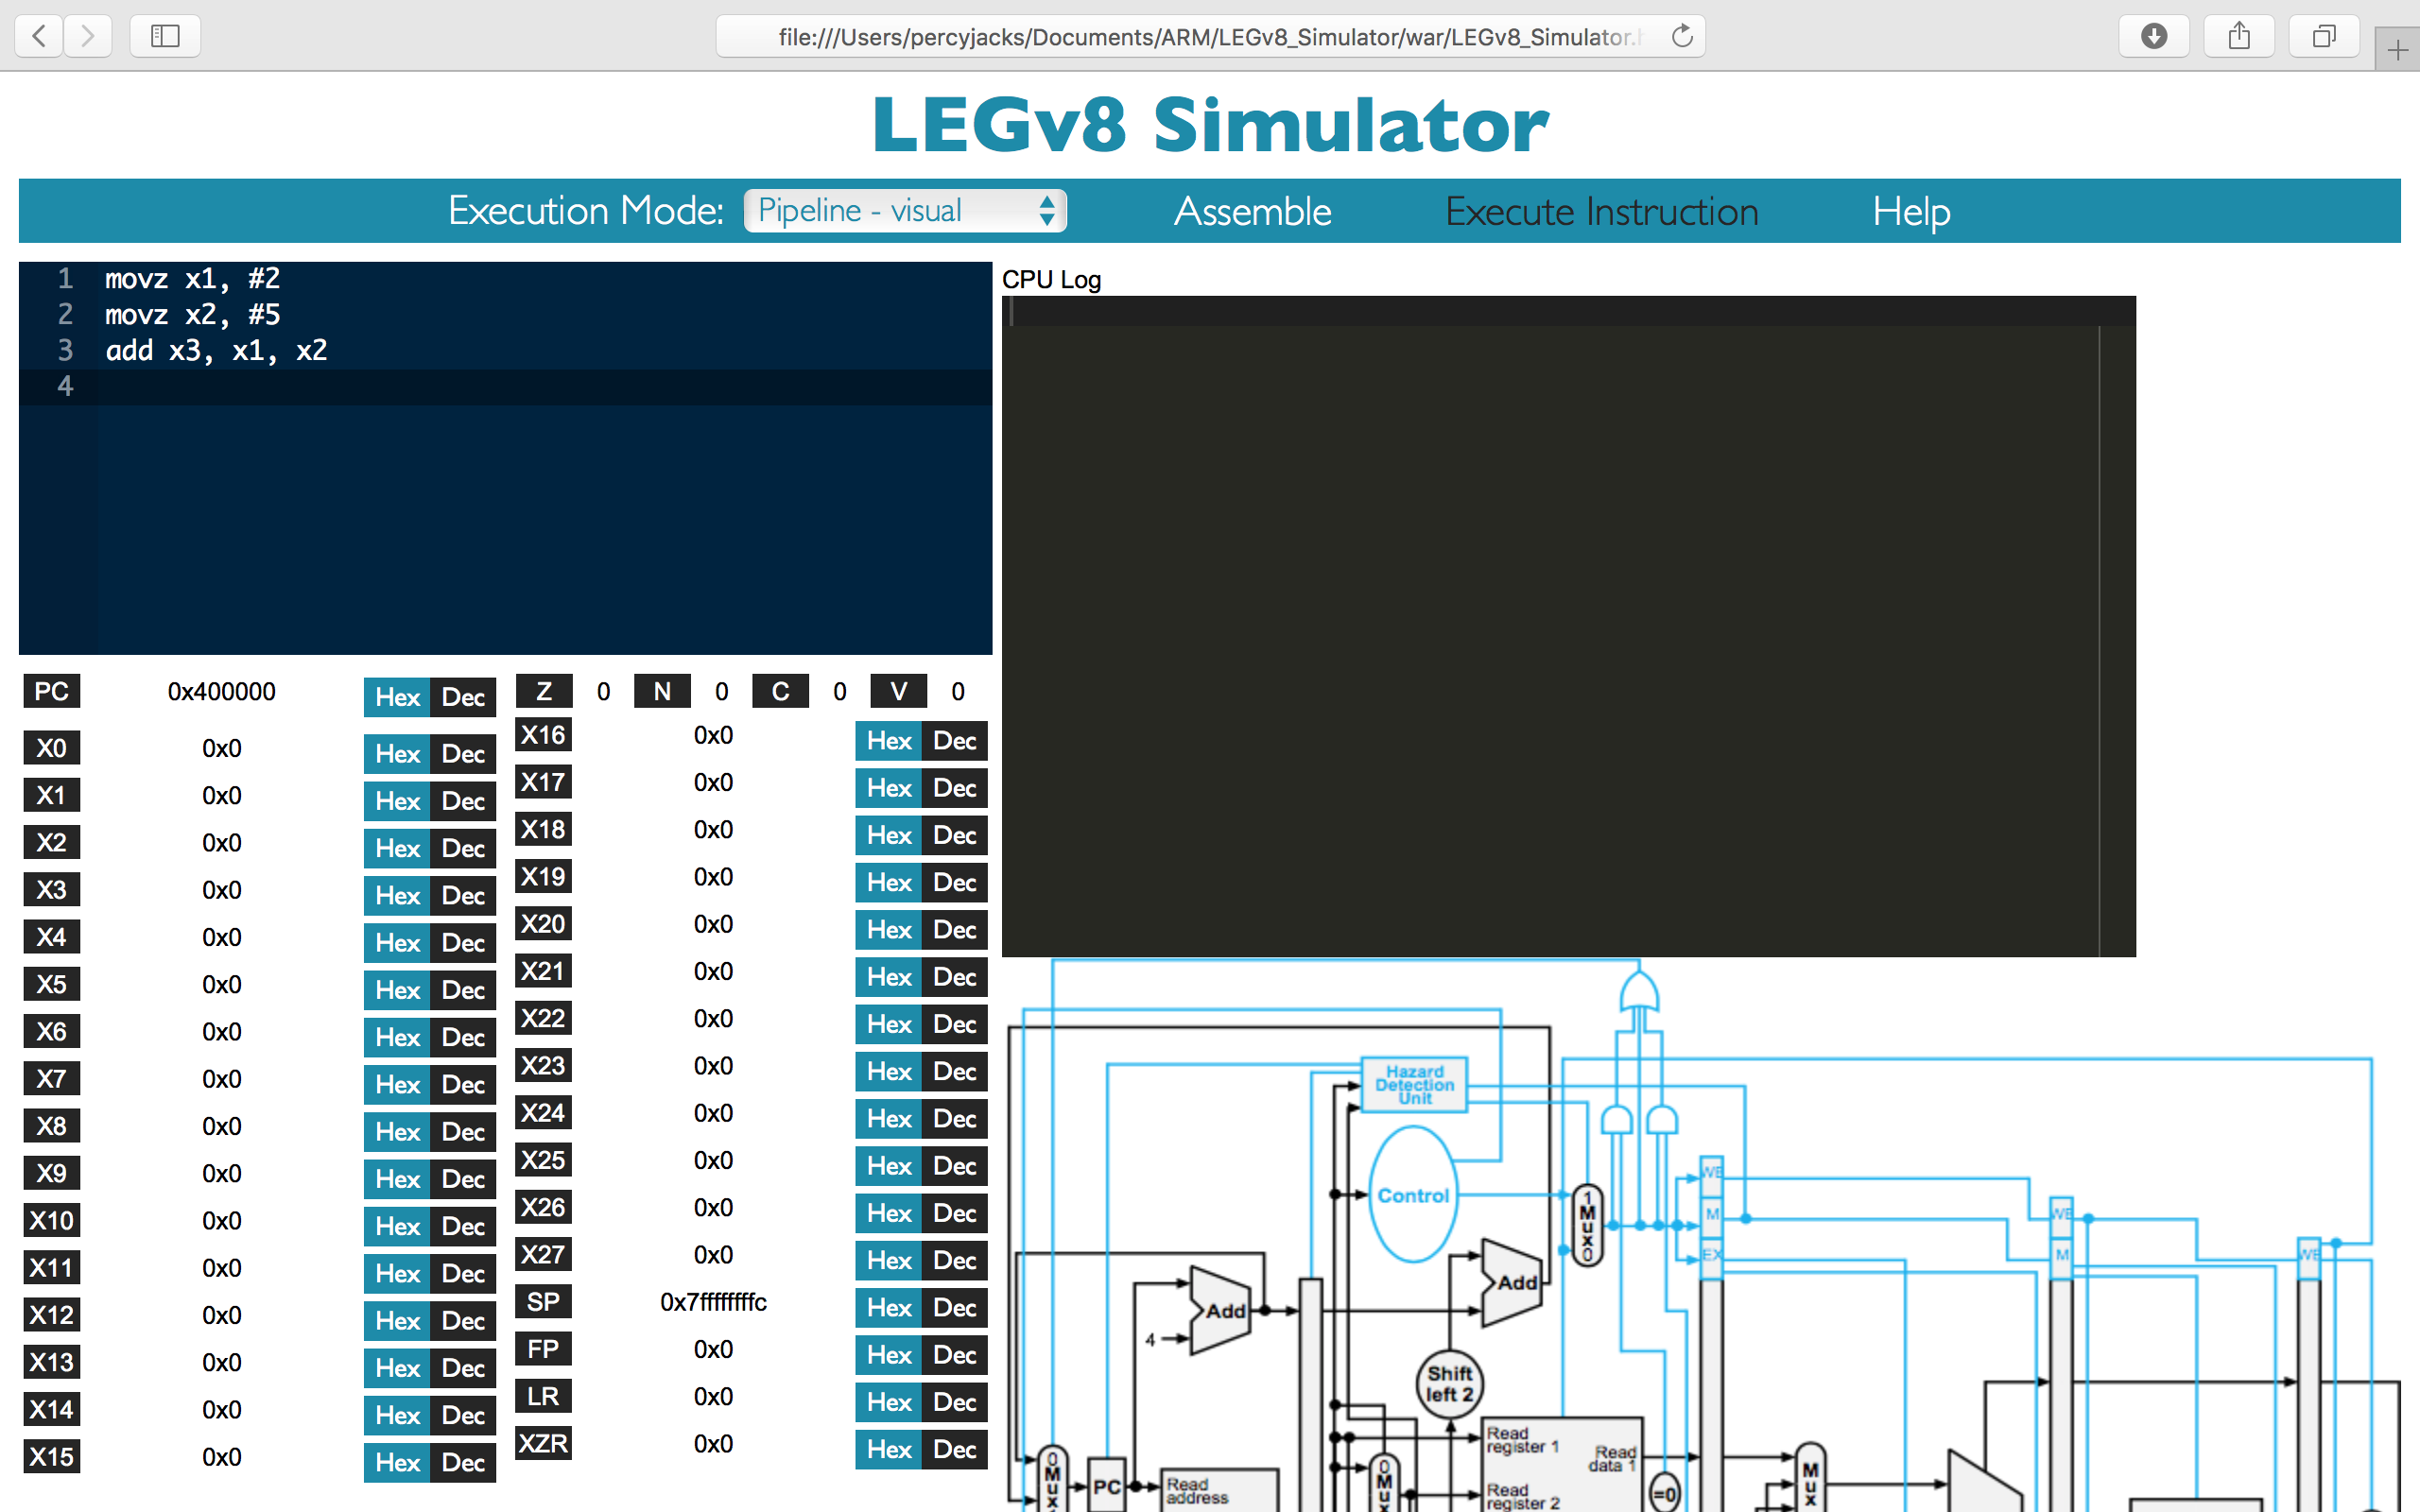 file:///Users/percyjacks/Documents/ARM/LEGv8_Simulator/war/LEGv8_Simulator.h
LEGv8 Simulator
Execution Mode: Pipeline - visual Assemble Execute Instruction Help
1 movz x1, #2
2 movz x2, #5
3 add x3, x1, x2
4
CPU Log
PC 0x400000 Hex Dec Z 0 N 0 C 0 V 0
X0 0x0 Hex Dec
X1 0x0 Hex Dec
X2 0x0 Hex Dec
X3 0x0 Hex Dec
X4 0x0 Hex Dec
X5 0x0 Hex Dec
X6 0x0 Hex Dec
X7 0x0 Hex Dec
X8 0x0 Hex Dec
X9 0x0 Hex Dec
X10 0x0 Hex Dec
X11 0x0 Hex Dec
X12 0x0 Hex Dec
X13 0x0 Hex Dec
X14 0x0 Hex Dec
X15 0x0 Hex Dec
X16 0x0 Hex Dec
X17 0x0 Hex Dec
X18 0x0 Hex Dec
X19 0x0 Hex Dec
X20 0x0 Hex Dec
X21 0x0 Hex Dec
X22 0x0 Hex Dec
X23 0x0 Hex Dec
X24 0x0 Hex Dec
X25 0x0 Hex Dec
X26 0x0 Hex Dec
X27 0x0 Hex Dec
SP 0x7ffffffffc Hex Dec
FP 0x0 Hex Dec
LR 0x0 Hex Dec
XZR 0x0 Hex Dec
Hazard
Detection
Unit
Control
1
M
u
x
0
WB
M
EX
WB
M
WB
Add
4
Add
Shift
left 2
0
M
u
x
PC
Read
address
0
M
u
x
Read
register 1
Read
data 1
Read
register 2
=0
M
u
x